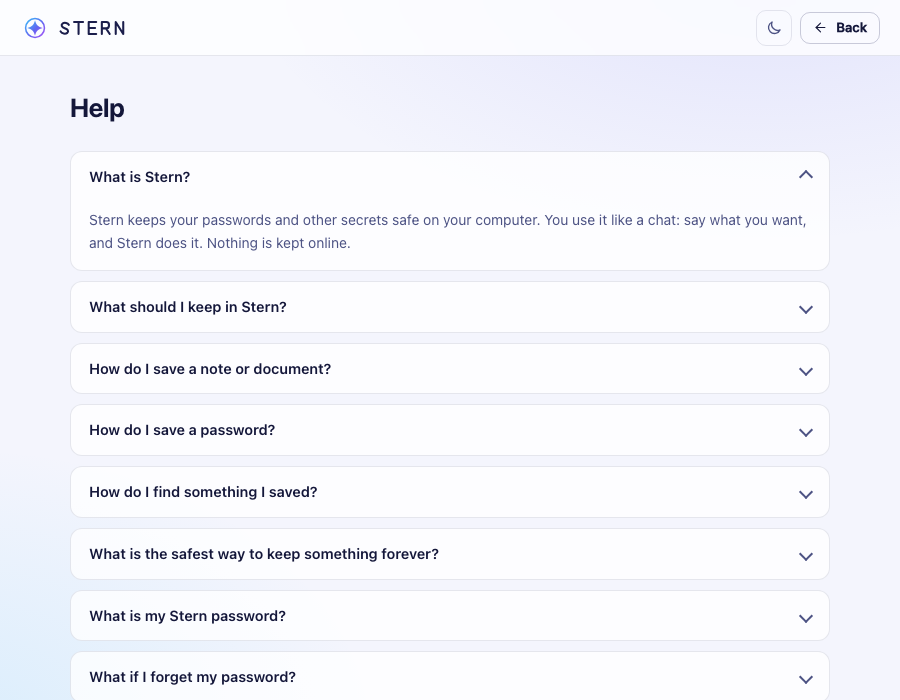 STERN
Back
Help
What is Stern?
Stern keeps your passwords and other secrets safe on your computer. You use it like a chat: say what you want,
and Stern does it. Nothing is kept online.
What should I keep in Stern?
How do I save a note or document?
How do I save a password?
How do I find something I saved?
What is the safest way to keep something forever?
What is my Stern password?
What if I forget my password?